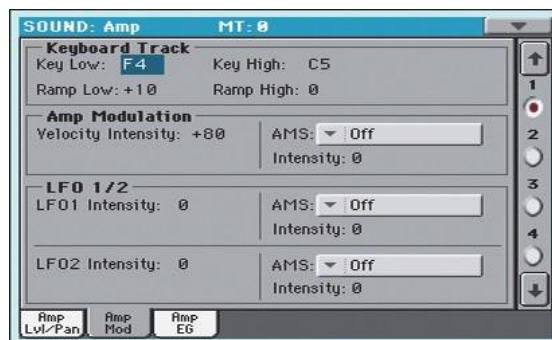 SOUND: Amp MT: 0
Keyboard Track
Key Low: F4 Key High: C5
Ramp Low: +10 Ramp High: 0
Amp Modulation
Velocity Intensity: +80 AMS: Off
Intensity: 0
LFO 1/2
LFO1 Intensity: 0 AMS: Off
Intensity: 0
LFO2 Intensity: 0 AMS: Off
Intensity: 0
1
2
3
4
Amp Lvl/Pan Amp Mod Amp EG